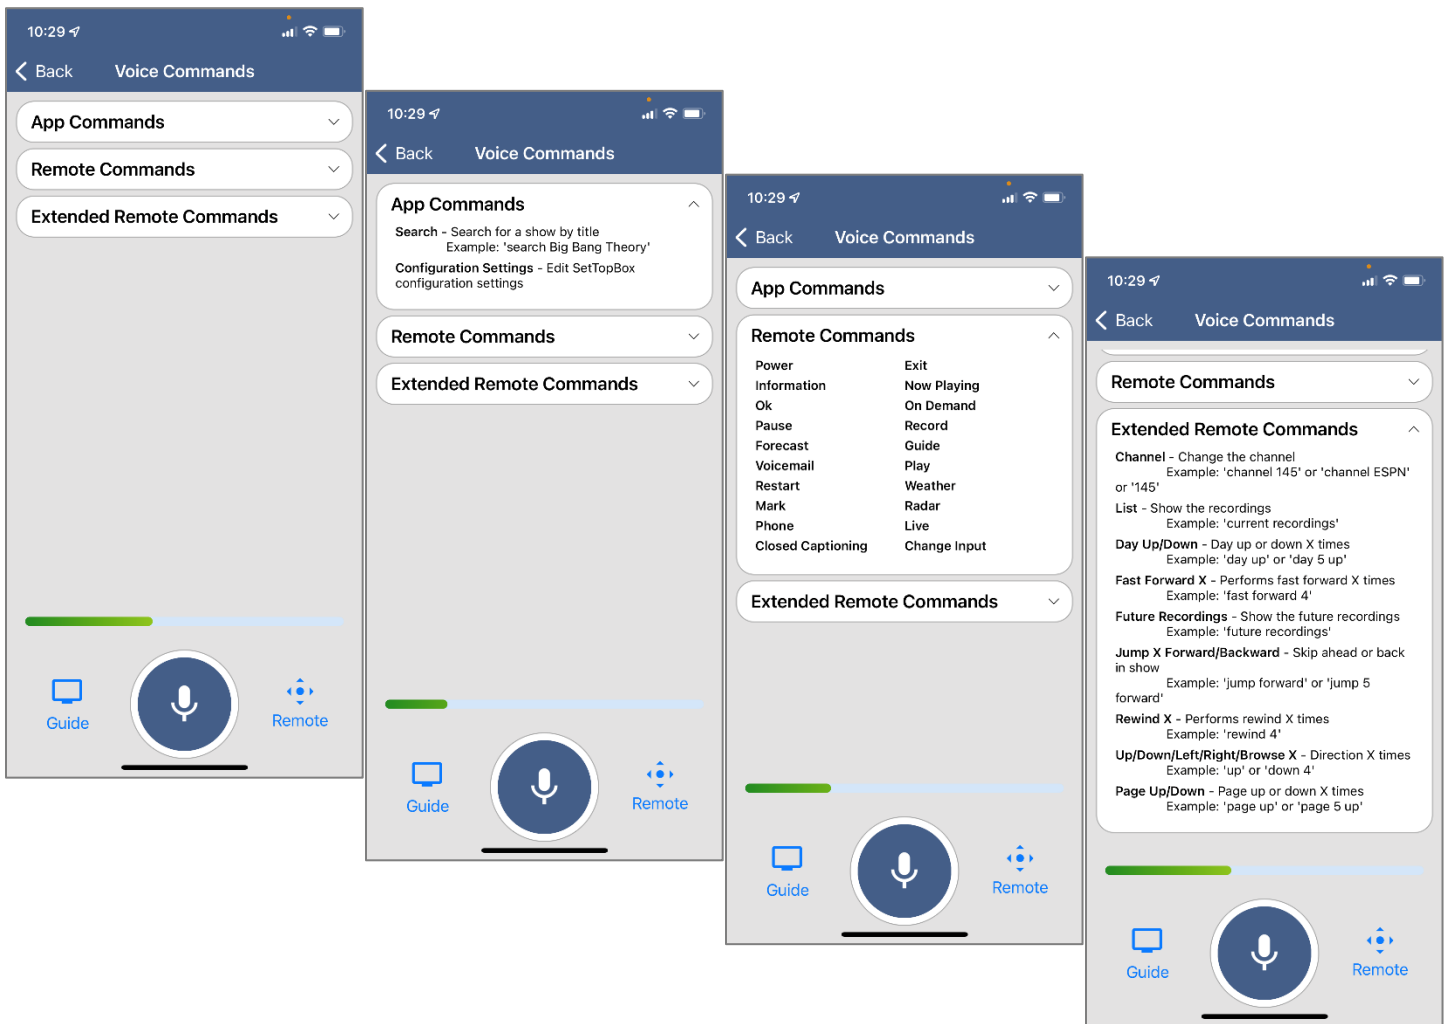 10:29
Back Voice Commands
App Commands
Remote Commands
Extended Remote Commands
Guide
Remote
10:29
Back Voice Commands
App Commands
Search - Search for a show by title
Example: 'search Big Bang Theory'
Configuration Settings - Edit SetTopBox
configuration settings
Remote Commands
Extended Remote Commands
Guide
Remote
10:29
Back Voice Commands
App Commands
Remote Commands
Power Exit
Information Now Playing
Ok On Demand
Pause Record
Forecast Guide
Voicemail Play
Restart Weather
Mark Radar
Phone Live
Closed Captioning Change Input
Extended Remote Commands
Guide
Remote
10:29
Back Voice Commands
Remote Commands
Extended Remote Commands
Channel - Change the channel
Example: 'channel 145' or 'channel ESPN'
or '145'
List - Show the recordings
Example: 'current recordings'
Day Up/Down - Day up or down X times
Example: 'day up' or 'day 5 up'
Fast Forward X - Performs fast forward X times
Example: 'fast forward 4'
Future Recordings - Show the future recordings
Example: 'future recordings'
Jump X Forward/Backward - Skip ahead or back
in show
Example: 'jump forward' or 'jump 5
forward'
Rewind X - Performs rewind X times
Example: 'rewind 4'
Up/Down/Left/Right/Browse X - Direction X times
Example: 'up' or 'down 4'
Page Up/Down - Page up or down X times
Example: 'page up' or 'page 5 up'
Guide
Remote